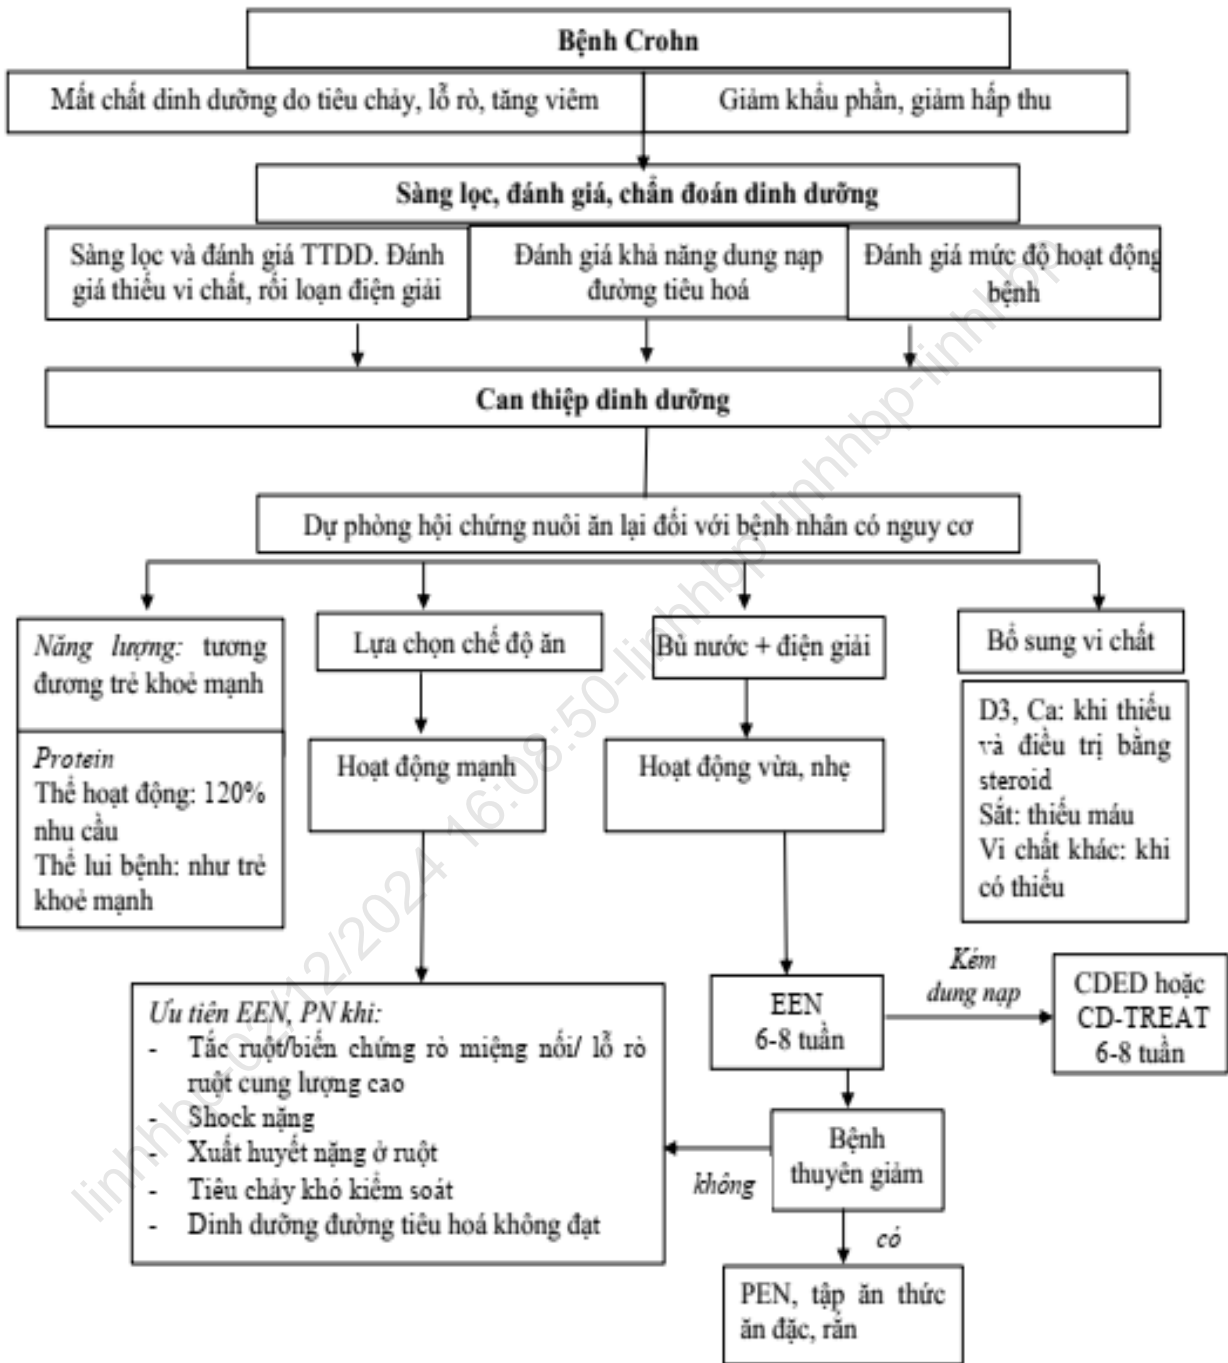 Bệnh Crohn
Mất chất dinh dưỡng do tiêu chảy, lỗ rò, tăng viêm
Giảm khẩu phần, giảm hấp thu
Sàng lọc, đánh giá, chẩn đoán dinh dưỡng
Sàng lọc và đánh giá TTDD. Đánh
giá thiếu vi chất, rối loạn điện giải
Đánh giá khả năng dung nạp
đường tiêu hoá
Đánh giá mức độ hoạt động
bệnh
Can thiệp dinh dưỡng
Dự phòng hội chứng nuôi ăn lại đối với bệnh nhân có nguy cơ
Năng lượng: tương
đương trẻ khoẻ mạnh
Protein
Thể hoạt động: 120%
nhu cầu
Thể lui bệnh: như trẻ
khoẻ mạnh
Lựa chọn chế độ ăn
Hoạt động mạnh
Bù nước + điện giải
Hoạt động vừa, nhẹ
Bổ sung vi chất
D3, Ca: khi thiếu
và điều trị bằng
steroid
Sắt: thiếu máu
Vi chất khác: khi
có thiếu
Ưu tiên EEN, PN khi:
- Tắc ruột/biến chứng rò miệng nối/ lỗ rò
ruột cung lượng cao
- Shock nặng
- Xuất huyết nặng ở ruột
- Tiêu chảy khó kiểm soát
- Dinh dưỡng đường tiêu hoá không đạt
EEN
6-8 tuần
Kém
dung nạp
CDED hoặc
CD-TREAT
6-8 tuần
Bệnh
thuyên giảm
không
có
PEN, tập ăn thức
ăn đặc, rắn